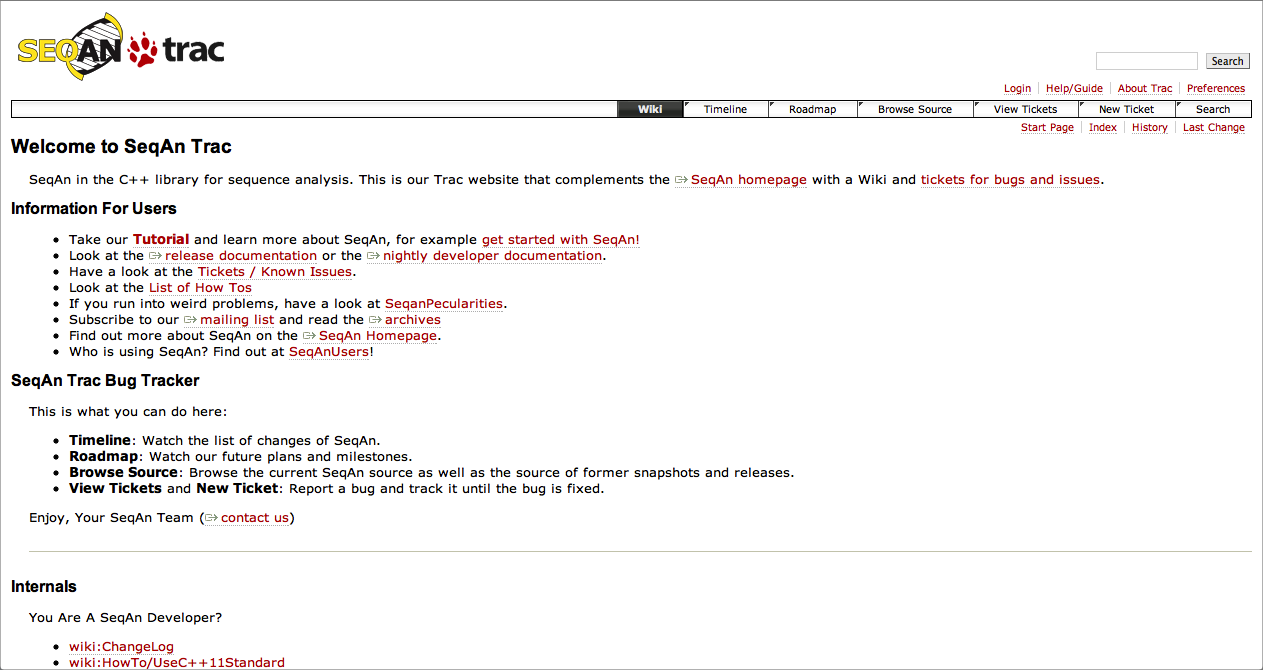 SEQAN trac
Search
Login Help/Guide About Trac Preferences
Wiki Timeline Roadmap Browse Source View Tickets New Ticket Search
Start Page Index History Last Change
Welcome to SeqAn Trac
SeqAn in the C++ library for sequence analysis. This is our Trac website that complements the SeqAn homepage with a Wiki and tickets for bugs and issues.
Information For Users
Take our Tutorial and learn more about SeqAn, for example get started with SeqAn!
Look at the release documentation or the nightly developer documentation.
Have a look at the Tickets / Known Issues.
Look at the List of How Tos
If you run into weird problems, have a look at SeqanPecularities.
Subscribe to our mailing list and read the archives
Find out more about SeqAn on the SeqAn Homepage.
Who is using SeqAn? Find out at SeqAnUsers!
SeqAn Trac Bug Tracker
This is what you can do here:
Timeline: Watch the list of changes of SeqAn.
Roadmap: Watch our future plans and milestones.
Browse Source: Browse the current SeqAn source as well as the source of former snapshots and releases.
View Tickets and New Ticket: Report a bug and track it until the bug is fixed.
Enjoy, Your SeqAn Team (contact us)
Internals
You Are A SeqAn Developer?
wiki:ChangeLog
wiki:HowTo/UseC++11Standard